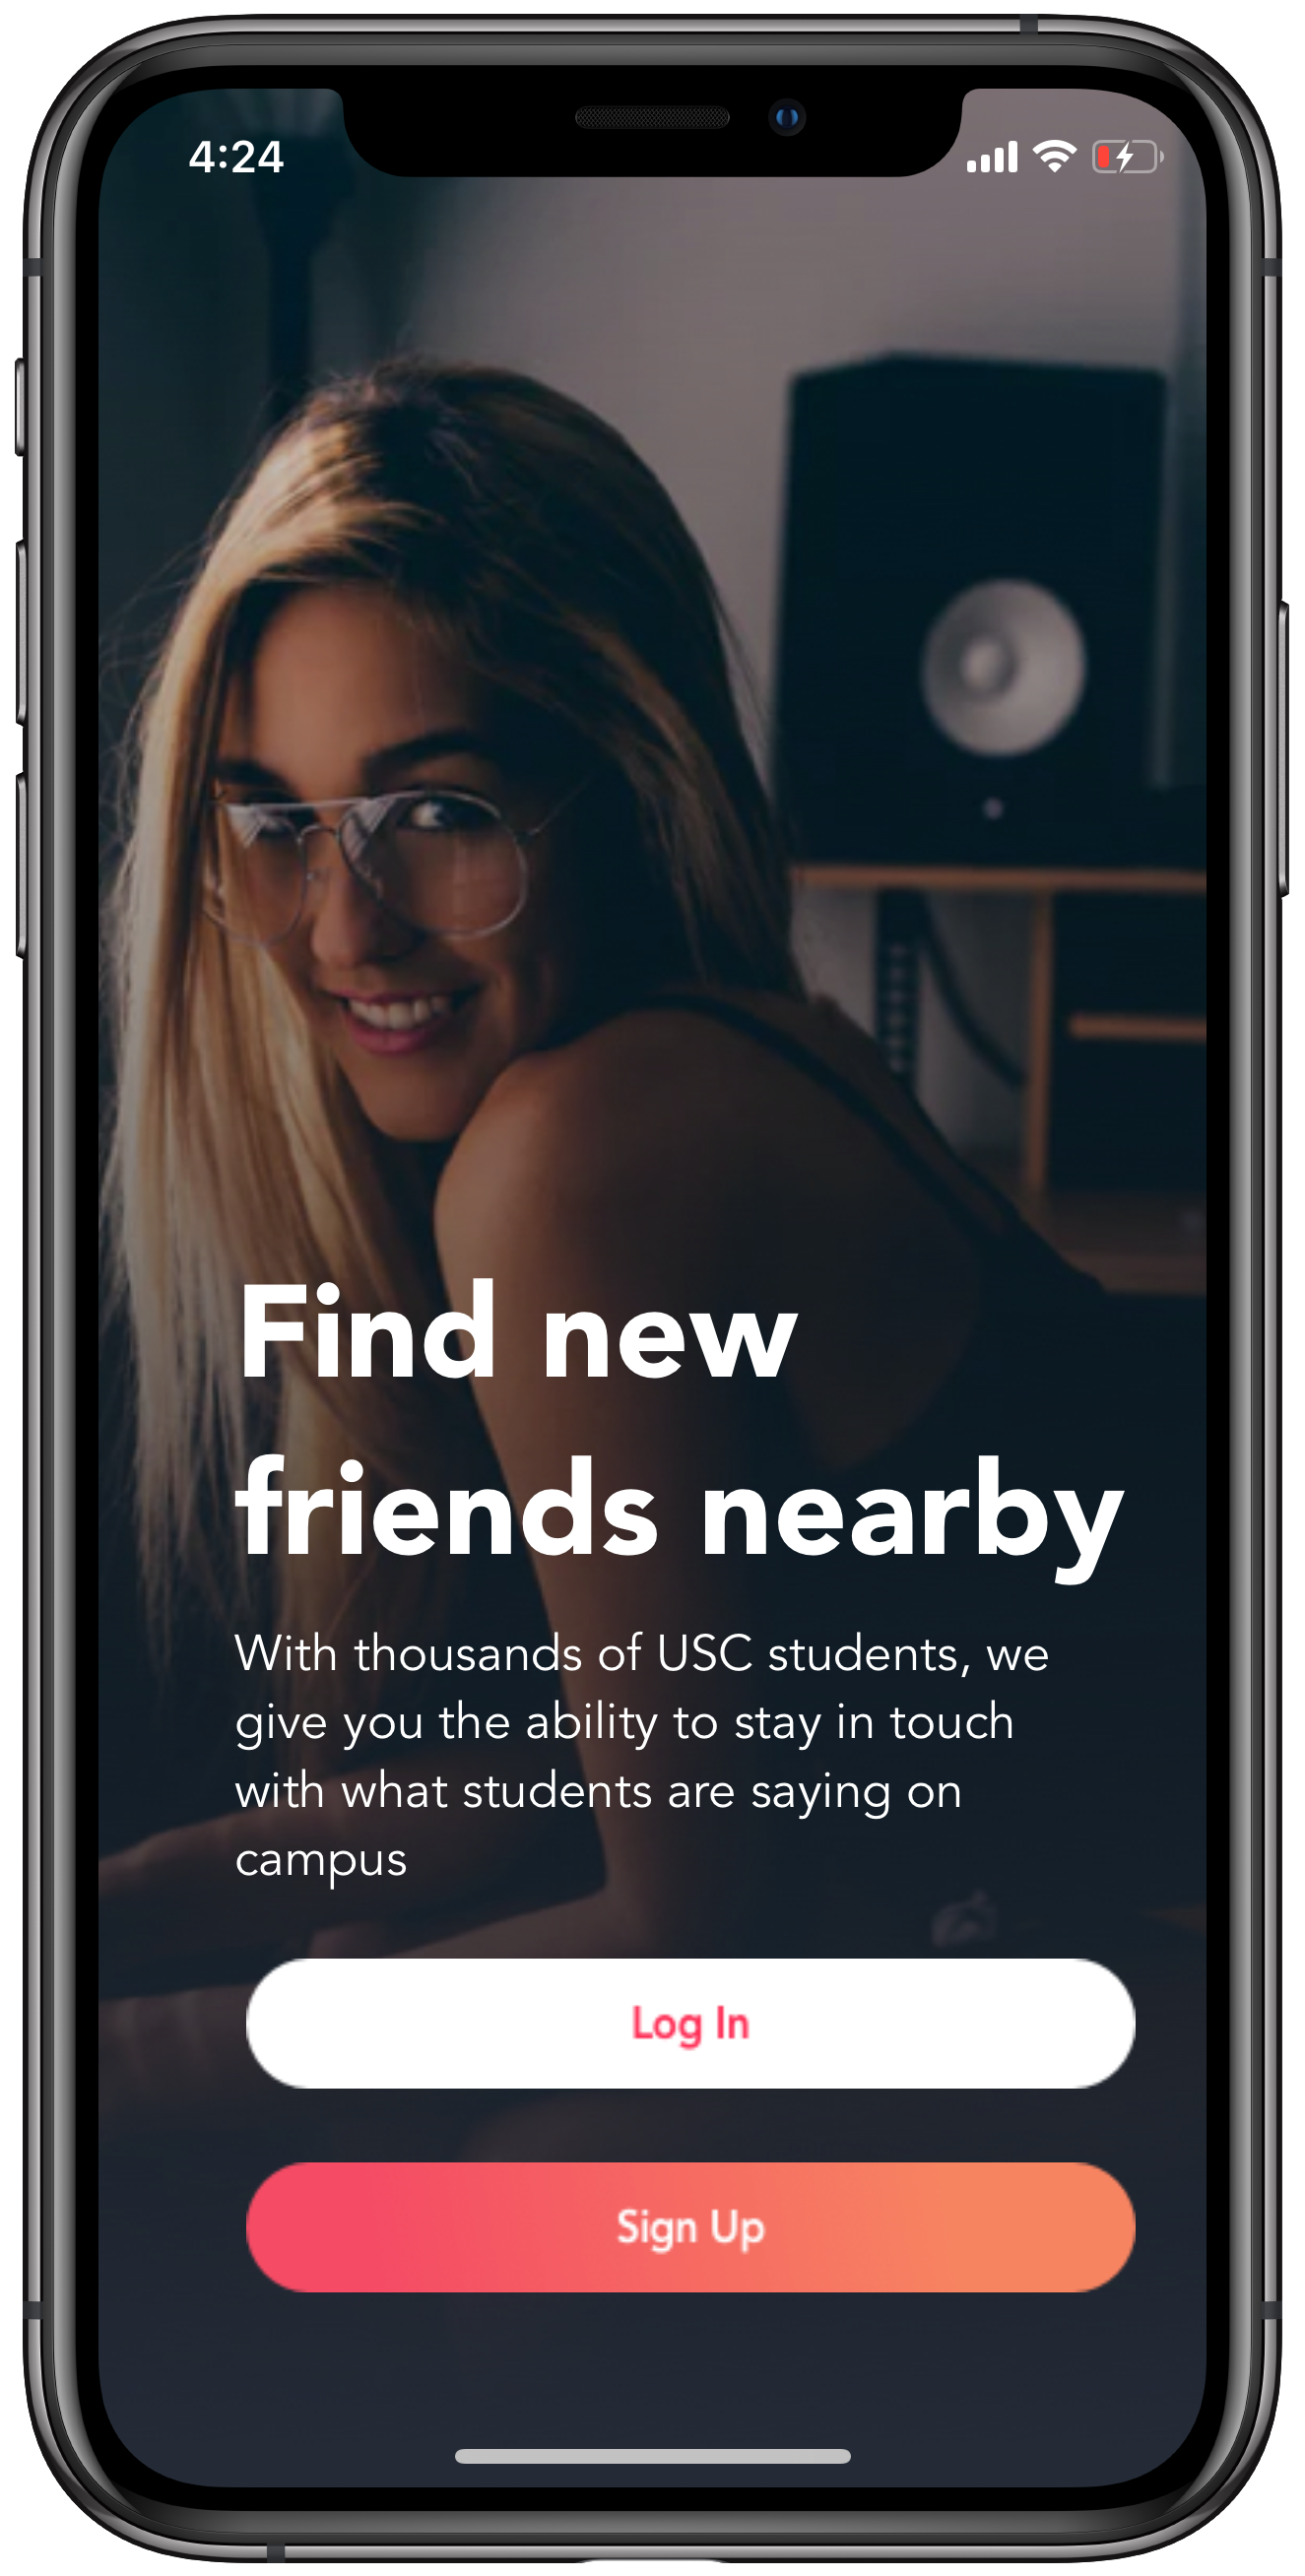 4:24
Find new
friends nearby
With thousands of USC students, we
give you the ability to stay in touch
with what students are saying on
campus
Log In
Sign Up